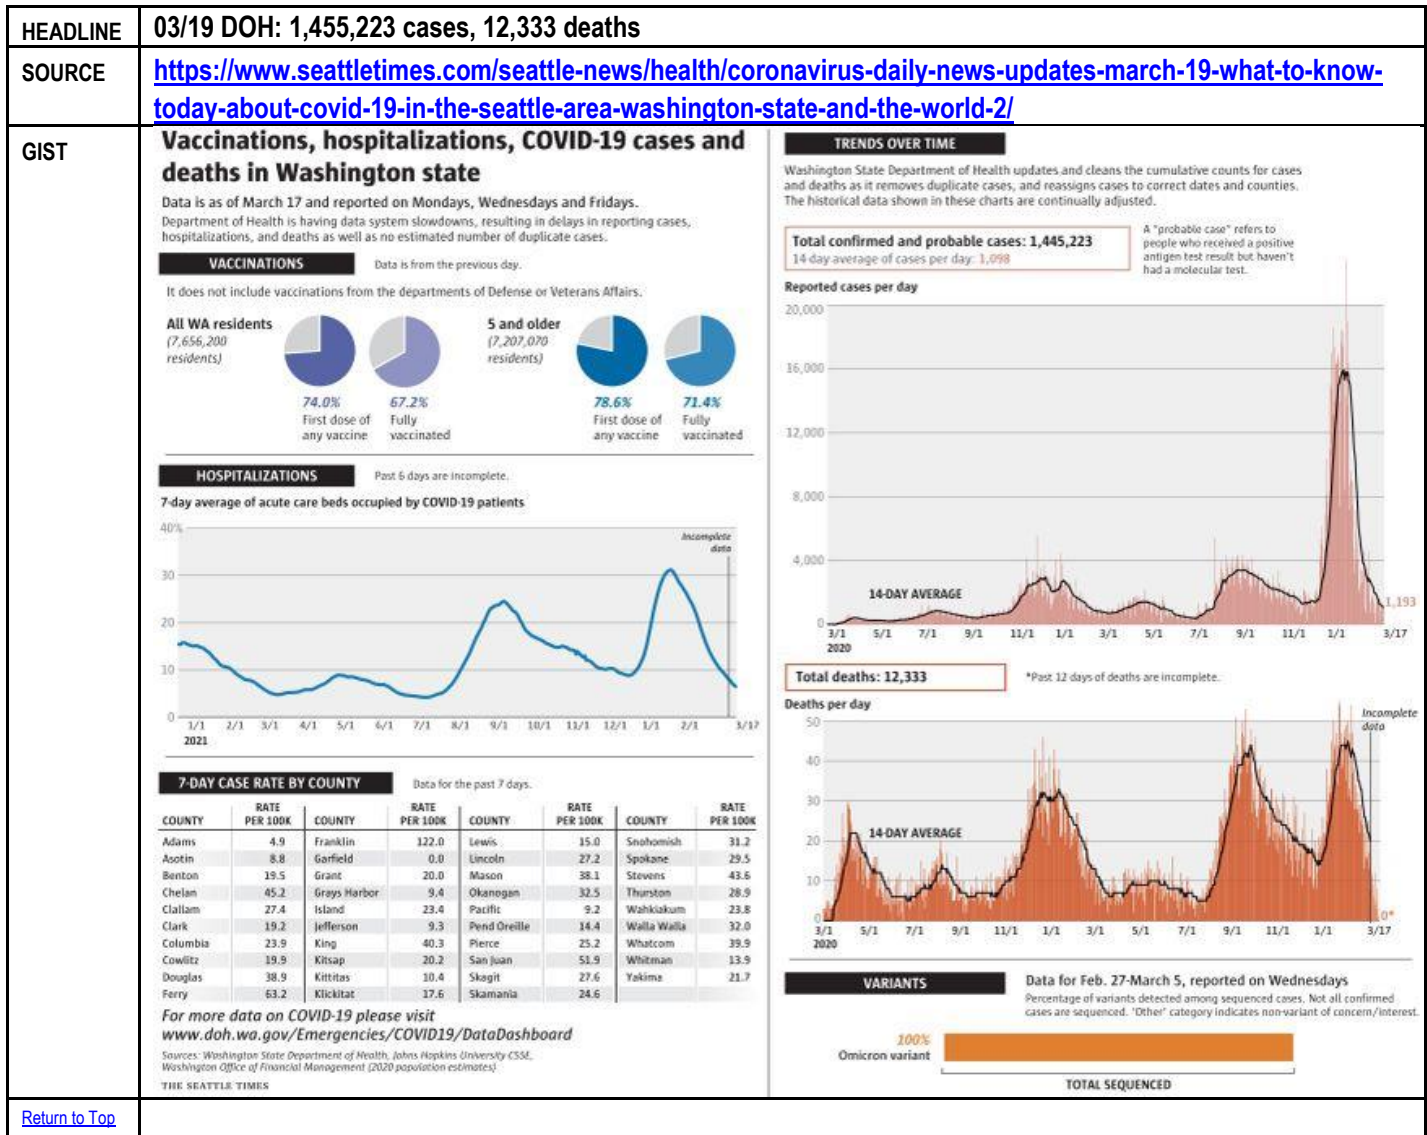 HEADLINE
03/19 DOH: 1,455,223 cases, 12,333 deaths
SOURCE
https://www.seattletimes.com/seattle-news/health/coronavirus-daily-news-updates-march-19-what-to-know-
today-about-covid-19-in-the-seattle-area-washington-state-and-the-world-2/
GIST
Vaccinations, hospitalizations, COVID-19 cases and
deaths in Washington state
Data is as of March 17 and reported on Mondays, Wednesdays and Fridays.
Department of Health is having data system slowdowns, resulting in delays in reporting cases,
hospitalizations, and deaths as well as no estimated number of duplicate cases.
VACCINATIONS
Data is from the previous day.
It does not include vaccinations from the departments of Defense or Veterans Affairs.
All WA residents
(7,656,200
residents)
74.0%
First dose of
any vaccine
67.2%
Fully
vaccinated
5 and older
(7,207,070
residents)
78.6%
First dose of
any vaccine
71.4%
Fully
vaccinated
HOSPITALIZATIONS
Past 6 days are incomplete.
7-day average of acute care beds occupied by COVID-19 patients
40%
30
20
10
0
Incomplete
data
1/1 2/1 3/1 4/1 5/1 6/1 7/1 8/1 9/1 10/1 11/1 12/1 1/1 2/1 3/17
2021
7-DAY CASE RATE BY COUNTY
Data for the past 7 days.
COUNTY RATE PER 100K COUNTY RATE PER 100K COUNTY RATE PER 100K COUNTY RATE PER 100K
Adams 4.9 Franklin 122.0 Lewis 15.0 Snohomish 31.2
Asotin 8.8 Garfield 0.0 Lincoln 27.2 Spokane 29.5
Benton 19.5 Grant 20.0 Mason 38.1 Stevens 43.6
Chelan 45.2 Grays Harbor 9.4 Okanogan 32.5 Thurston 28.9
Clallam 27.4 Island 23.4 Pacific 9.2 Wahkiakum 23.8
Clark 19.2 Jefferson 9.3 Pend Oreille 14.4 Walla Walla 32.0
Columbia 23.9 King 40.3 Pierce 25.2 Whatcom 39.9
Cowlitz 19.9 Kitsap 20.2 San Juan 51.9 Whitman 13.9
Douglas 38.9 Kittitas 10.4 Skagit 27.6 Yakima 21.7
Ferry 63.2 Klickitat 17.6 Skamania 24.6
For more data on COVID-19 please visit
www.doh.wa.gov/Emergencies/COVID19/DataDashboard
Sources: Washington State Department of Health, Johns Hopkins University CSSE,
Washington Office of Financial Management (2020 population estimates)
THE SEATTLE TIMES
TRENDS OVER TIME
Washington State Department of Health updates and cleans the cumulative counts for cases
and deaths as it removes duplicate cases, and reassigns cases to correct dates and counties.
The historical data shown in these charts are continually adjusted.
Total confirmed and probable cases: 1,445,223
14 day average of cases per day: 1,098
A "probable case" refers to
people who received a positive
antigen test result but haven't
had a molecular test.
Reported cases per day
20,000
16,000
12,000
8,000
4,000
0
14-DAY AVERAGE
1,193
3/1 5/1 7/1 9/1 11/1 1/1 3/1 5/1 7/1 9/1 11/1 1/1 3/17
2020
Total deaths: 12,333
*Past 12 days of deaths are incomplete.
Deaths per day
50
40
30
20
10
0
Incomplete
data
14-DAY AVERAGE
0*
3/1 5/1 7/1 9/1 11/1 1/1 3/1 5/1 7/1 9/1 11/1 1/1 3/17
2020
VARIANTS
Data for Feb. 27-March 5, reported on Wednesdays
Percentage of variants detected among sequenced cases. Not all confirmed
cases are sequenced. 'Other' category indicates non-variant of concern/interest.
100%
Omicron variant
TOTAL SEQUENCED
Return to Top